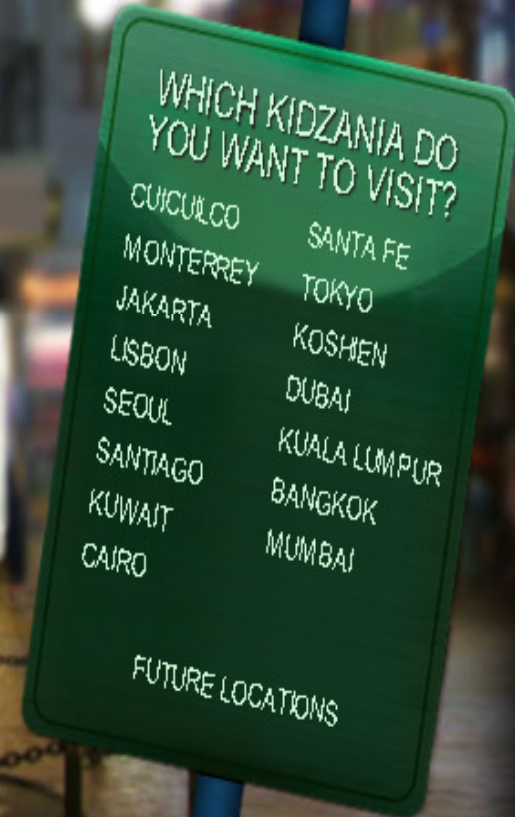 WHICH KIDZANIA DO
YOU WANT TO VISIT?
CUICUILCO
MONTERREY
JAKARTA
LISBON
SEOUL
SANTIAGO
KUWAIT
CAIRO
SANTA FE
TOKYO
KOSHIEN
DUBAI
KUALA LUMPUR
BANGKOK
MUMBAI
FUTURE LOCATIONS